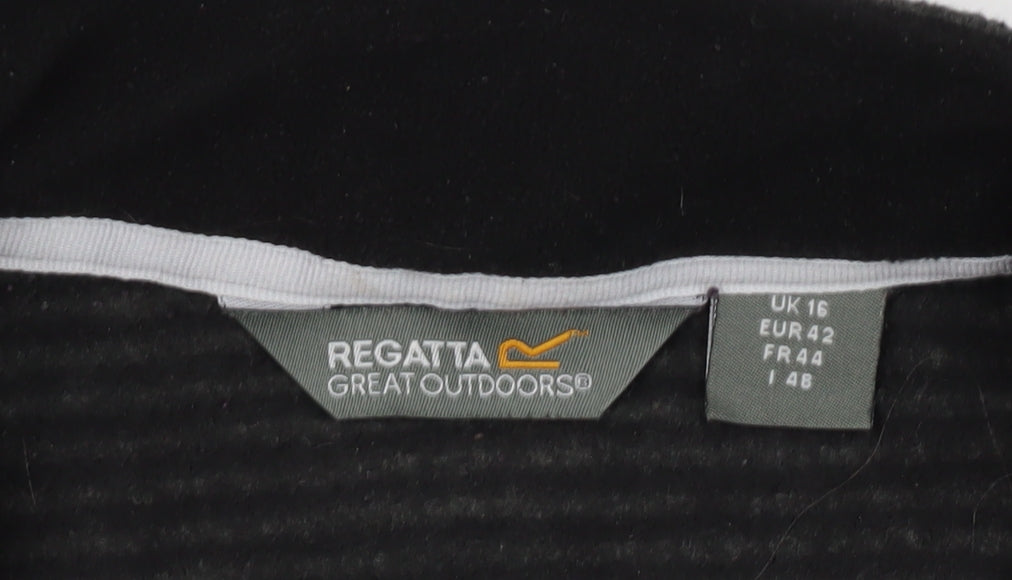 REGATTA
GREAT OUTDOORS®
UK 16
EUR 42
FR 44
I 48